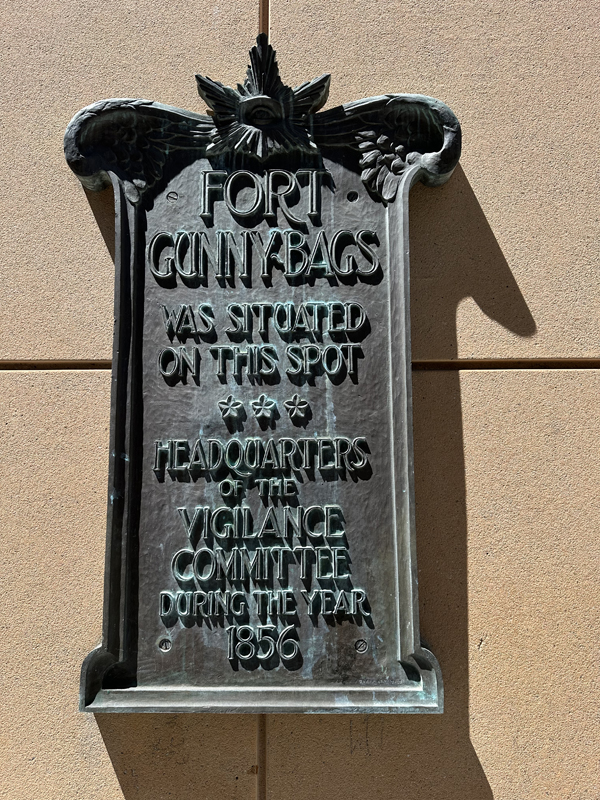 FORT
GUNNYBAGS
WAS SITUATED
ON THIS SPOT
HEADQUARTERS
OF THE
VIGILANCE
COMMITTEE
DURING THE YEAR
1856